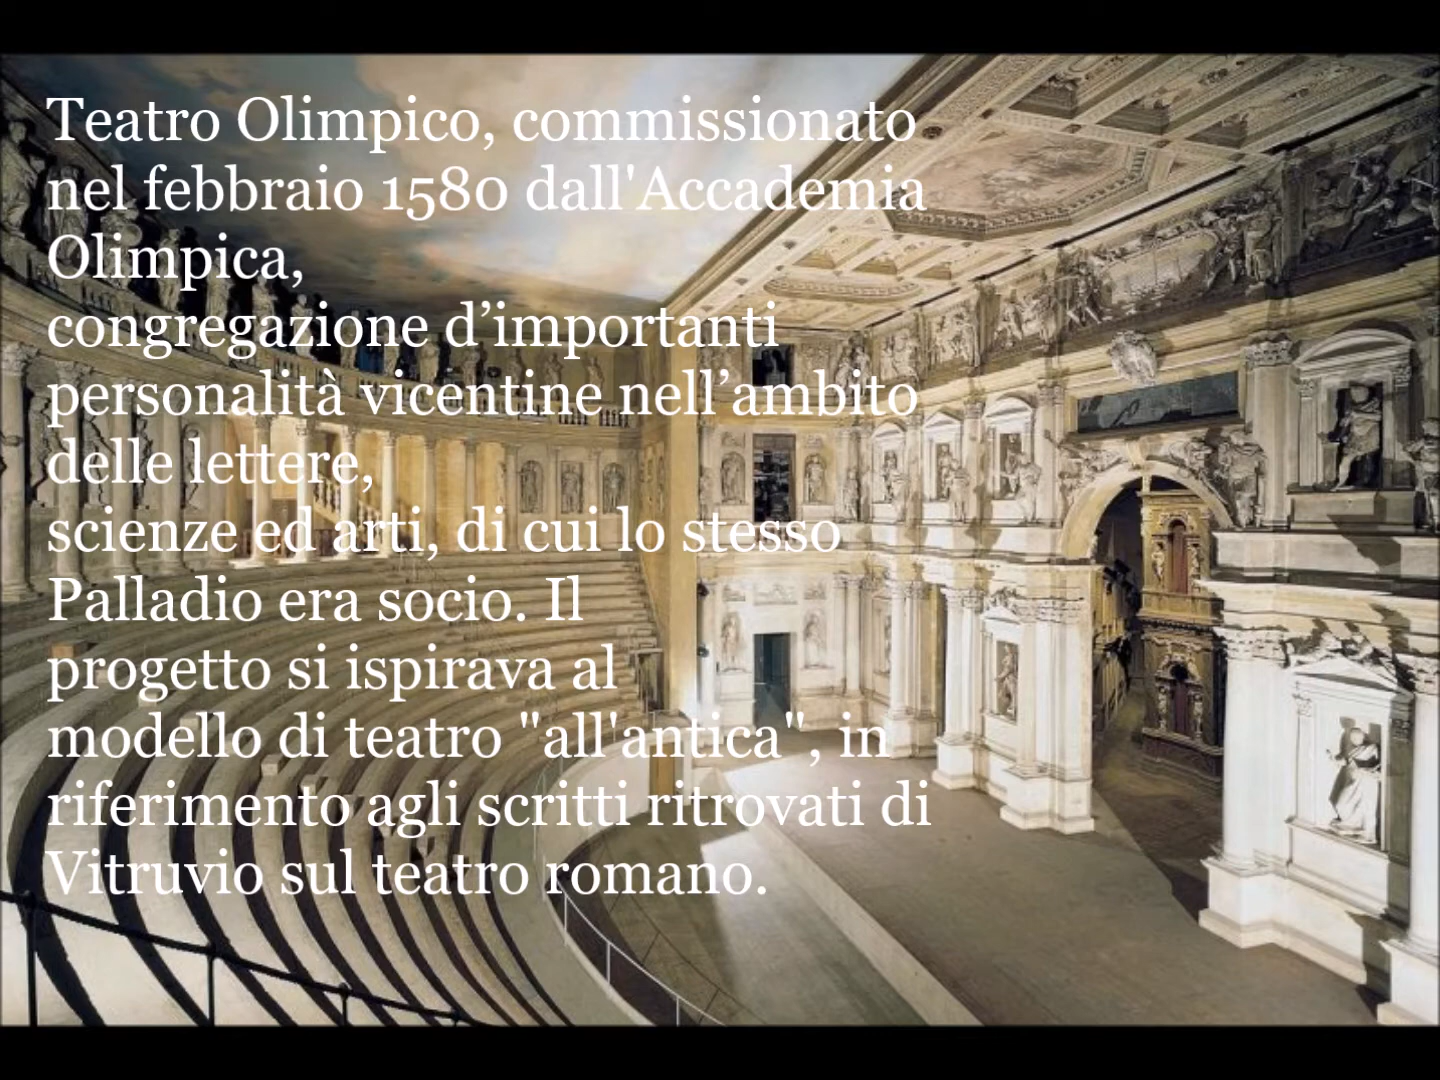 Teatro Olimpico, commissionato
nel febbraio 1580 dall'Accademia
Olimpica,
congregazione d’importanti
personalità vicentine nell’ambito
delle lettere,
scienze ed arti, di cui lo stesso
Palladio era socio. Il
progetto si ispirava al
modello di teatro "all'antica", in
riferimento agli scritti ritrovati di
Vitruvio sul teatro romano.